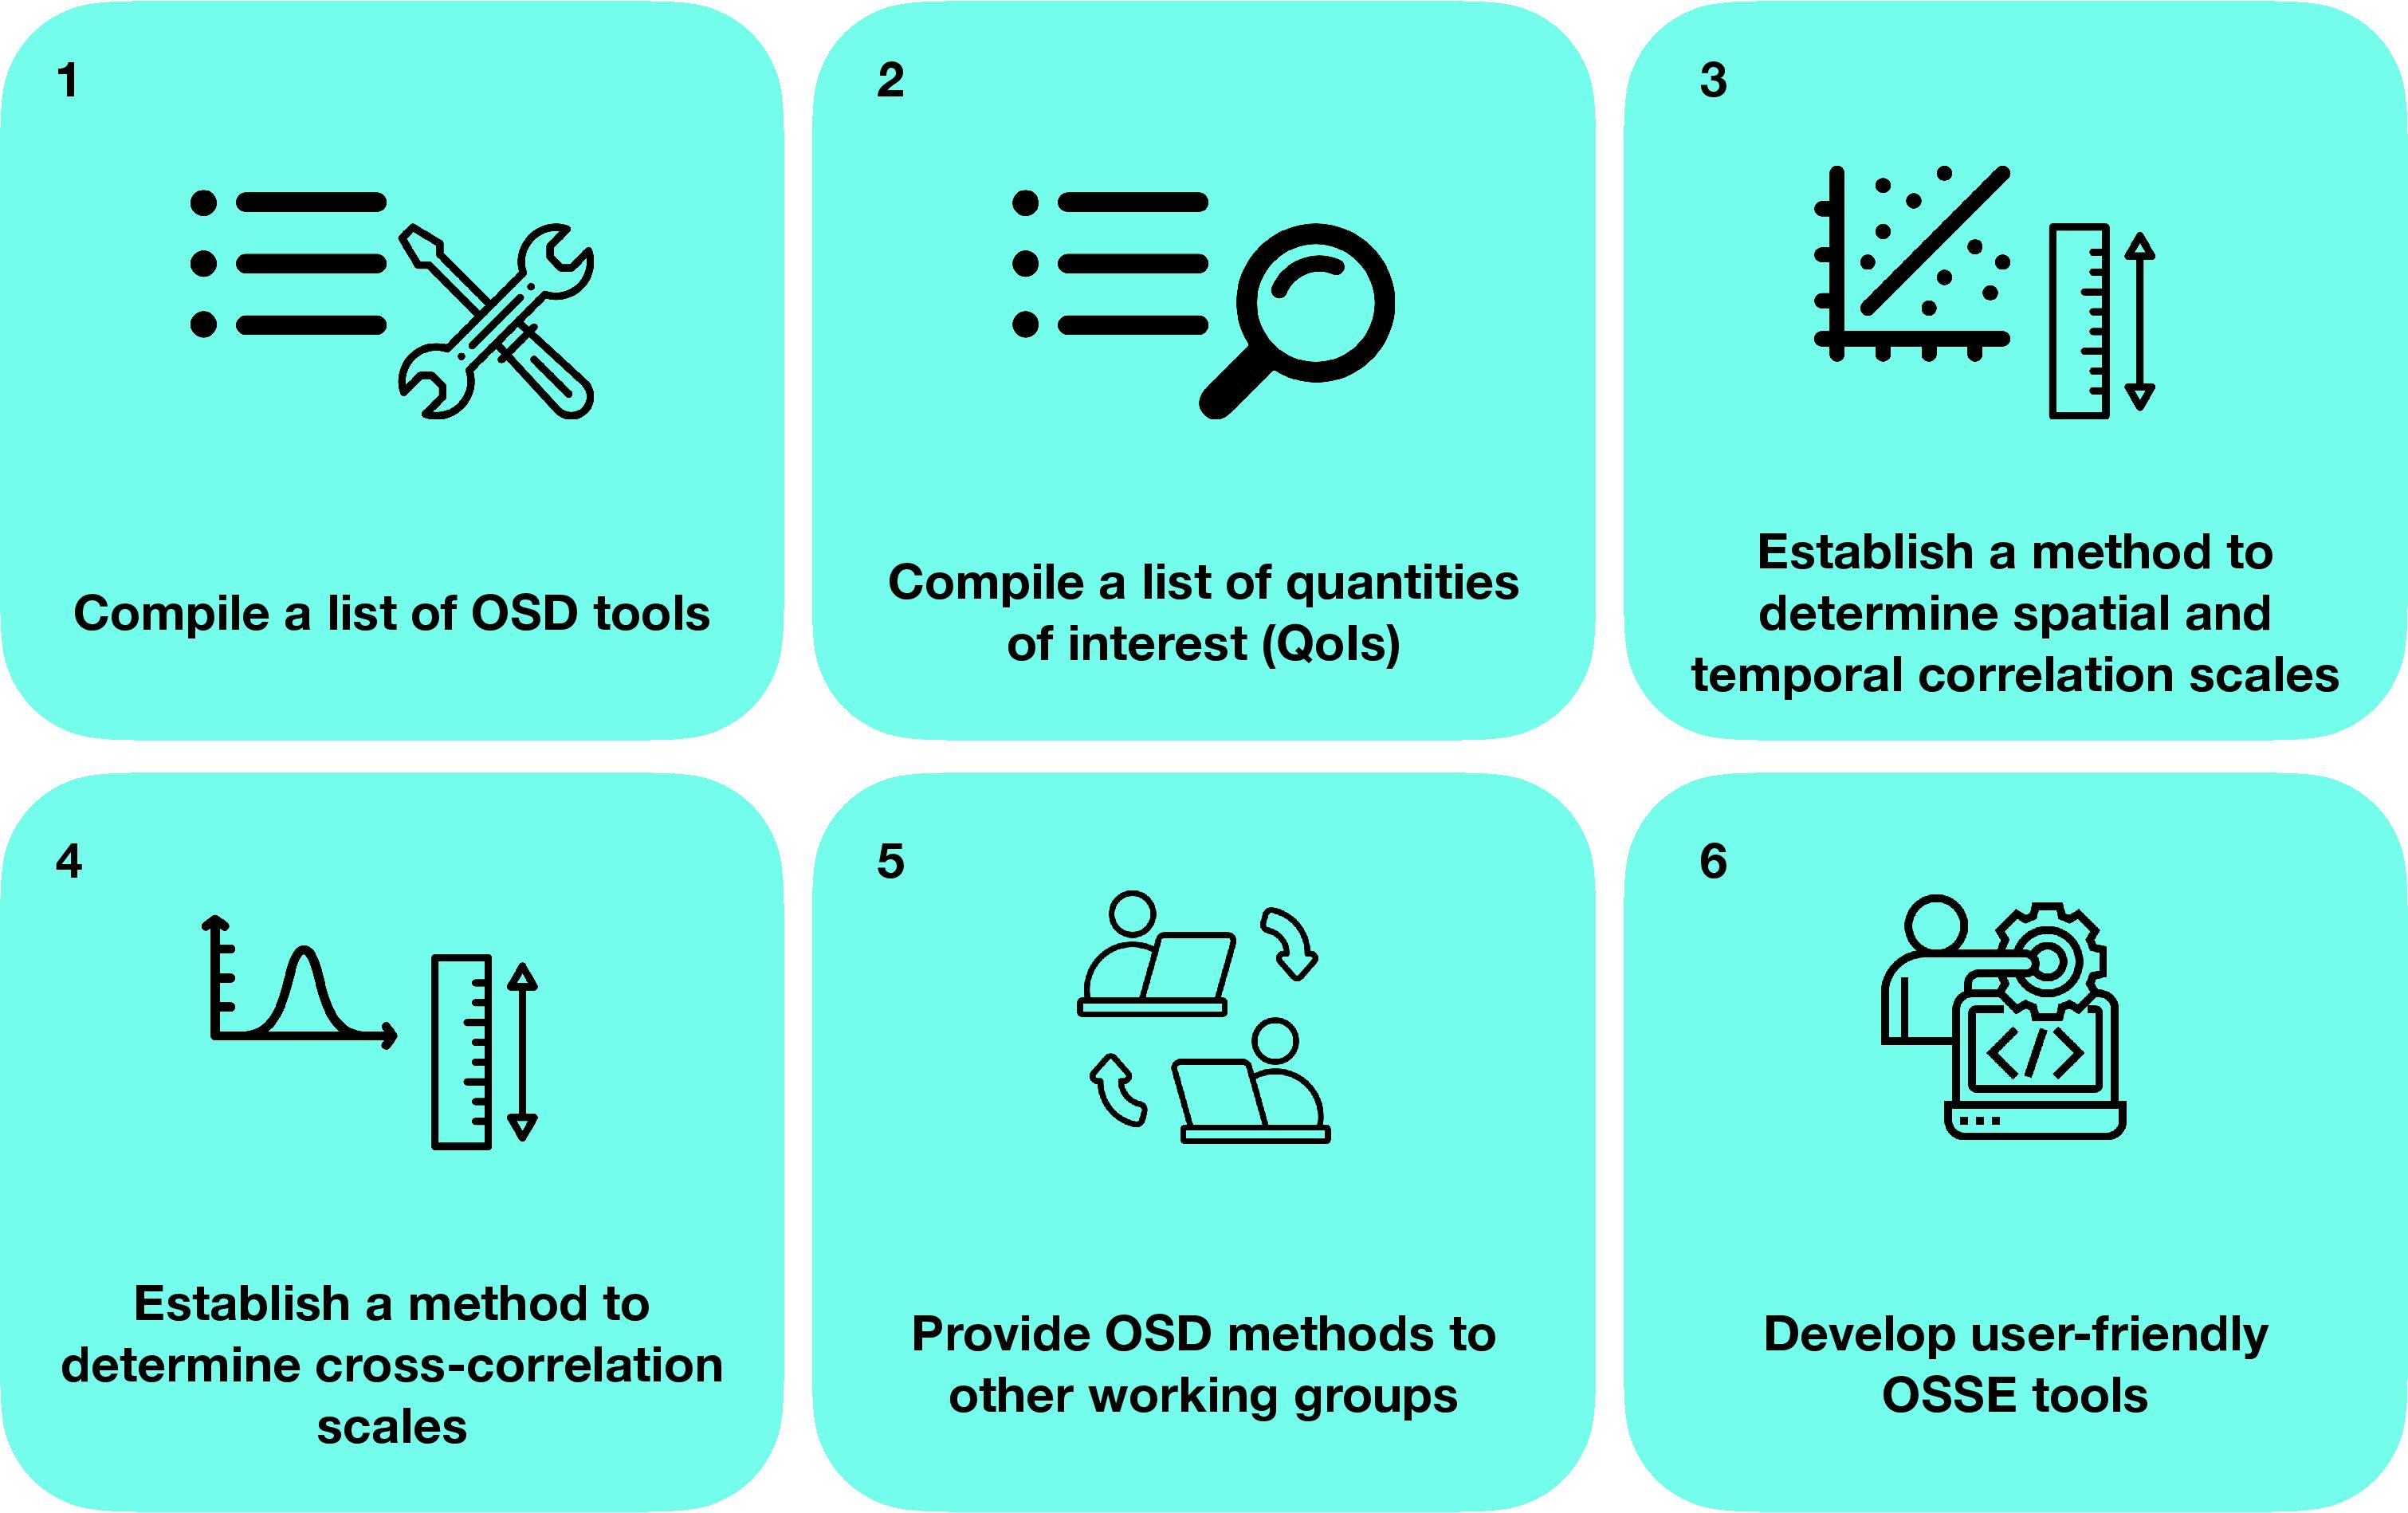 1
Compile a list of OSD tools
2
Compile a list of quantities
of interest (QoIs)
3
Establish a method to
determine spatial and
temporal correlation scales
4
Establish a method to
determine cross-correlation
scales
5
Provide OSD methods to
other working groups
6
</>
Develop user-friendly
OSSE tools